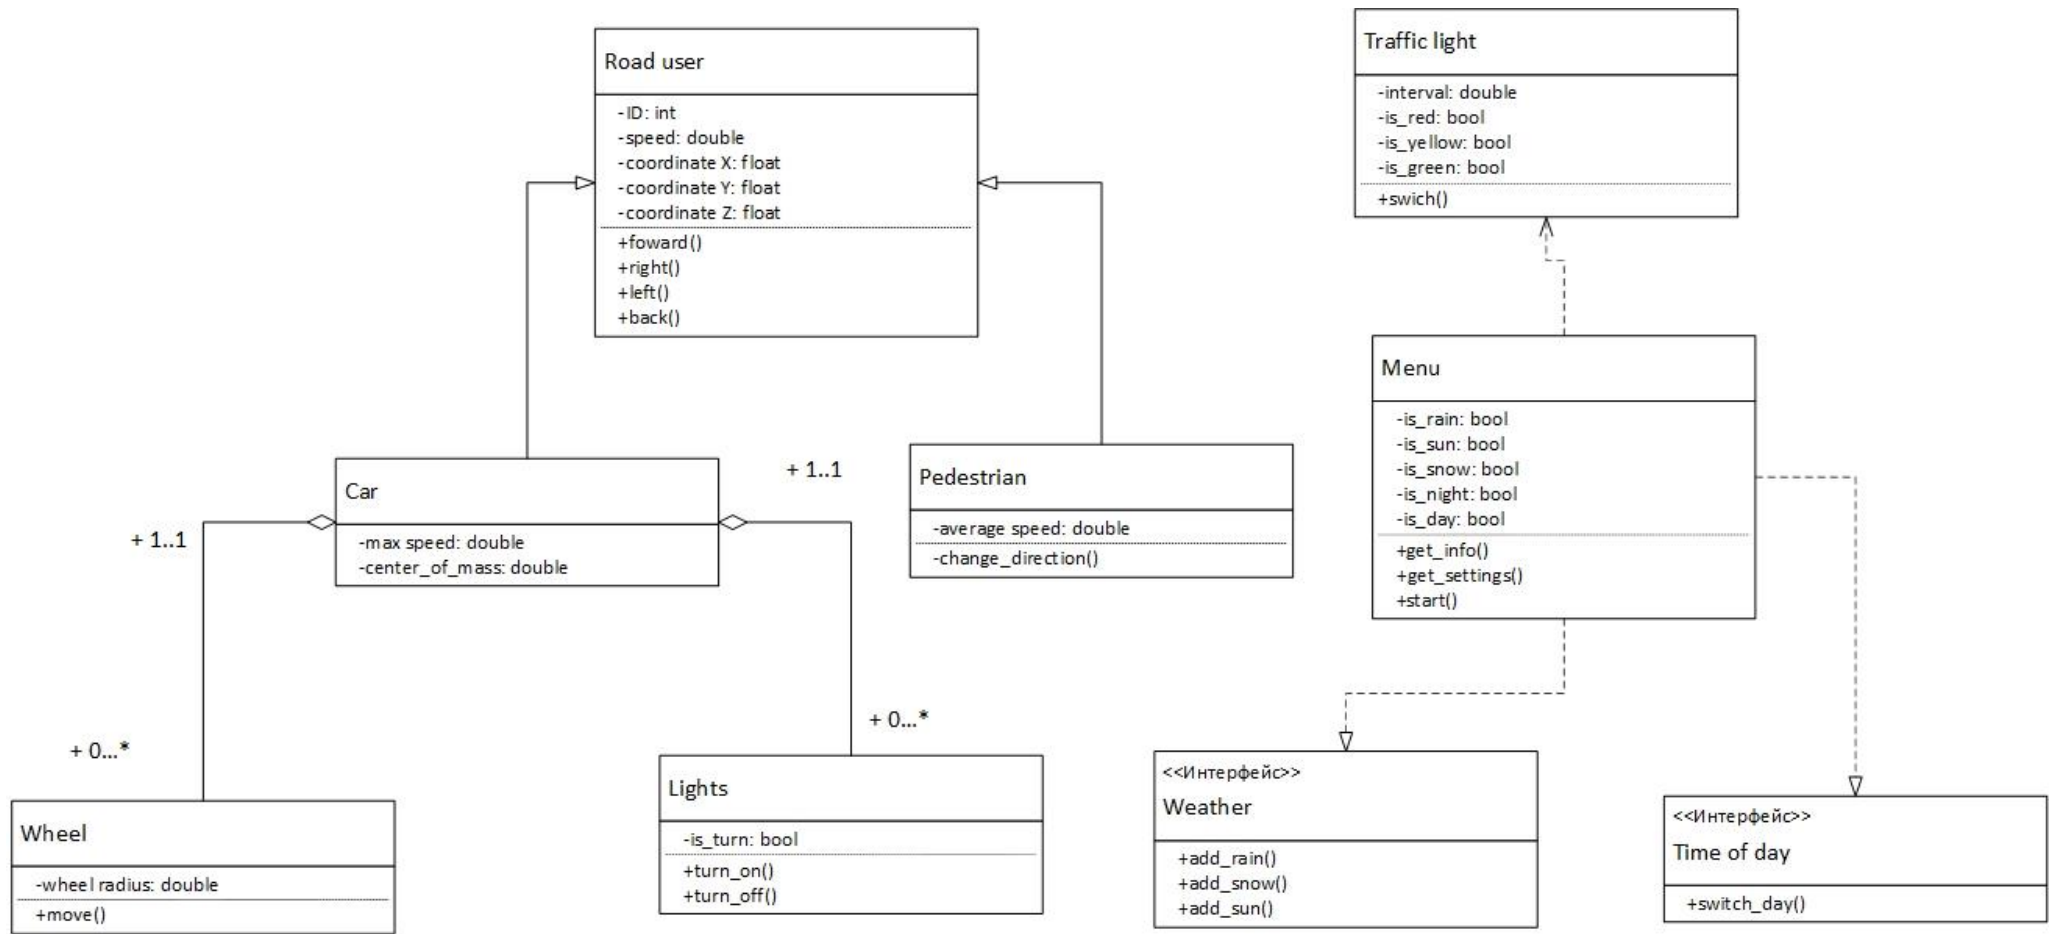 Road user
-ID: int
-speed: double
-coordinate X: float
-coordinate Y: float
-coordinate Z: float
+foward()
+right()
+left()
+back()
Traffic light
-interval: double
-is_red: bool
-is_yellow: bool
-is_green: bool
+swich()
Menu
-is_rain: bool
-is_sun: bool
-is_snow: bool
-is_night: bool
-is_day: bool
+get_info()
+get_settings()
+start()
Car
-max speed: double
-center_of_mass: double
+ 1..1
+ 1..1
Pedestrian
-average speed: double
-change_direction()
+ 0...*
+ 0...*
Wheel
-wheel radius: double
+move()
Lights
-is_turn: bool
+turn_on()
+turn_off()
<<Интерфейс>>
Weather
+add_rain()
+add_snow()
+add_sun()
<<Интерфейс>>
Time of day
+switch_day()